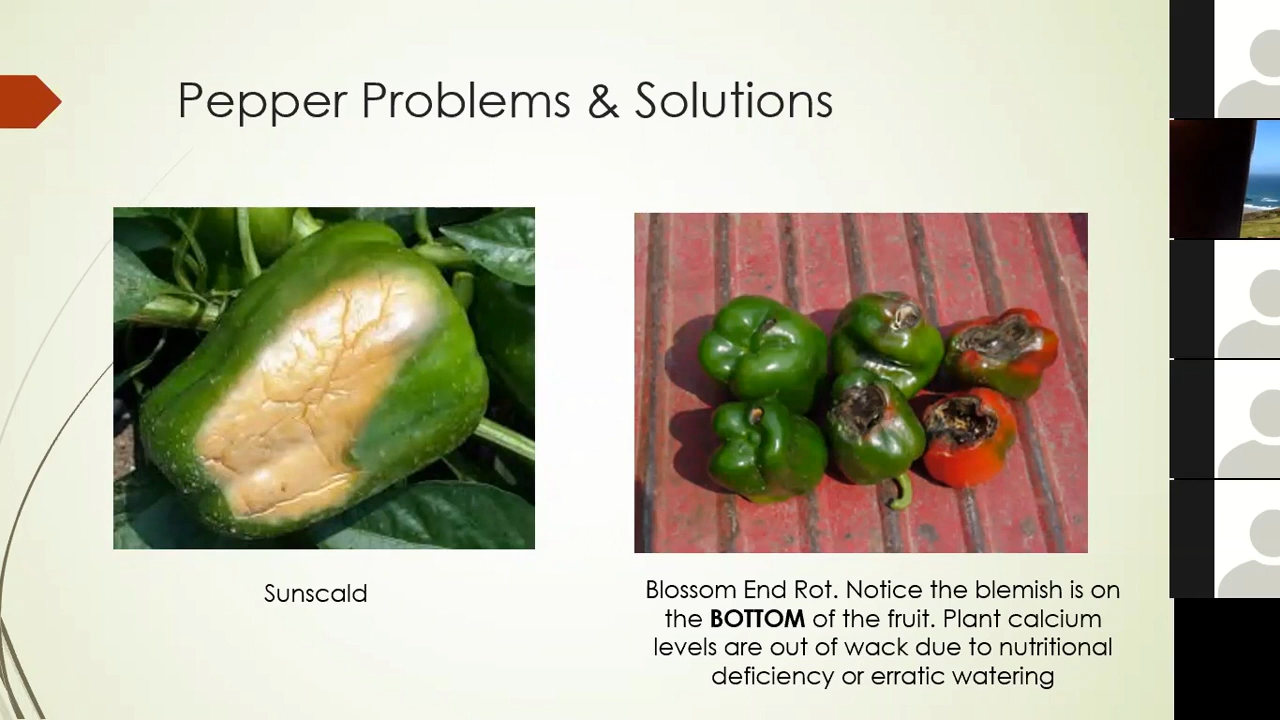 Pepper Problems & Solutions
Sunscald
Blossom End Rot. Notice the blemish is on
the BOTTOM of the fruit. Plant calcium
levels are out of wack due to nutritional
deficiency or erratic watering